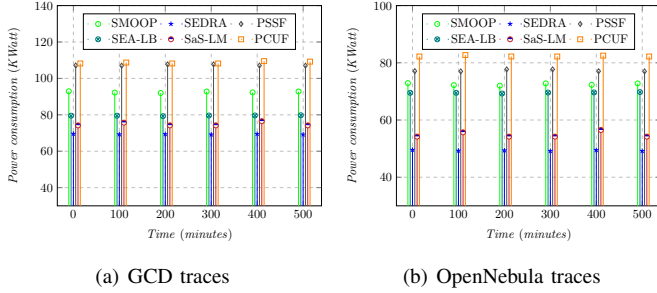 SMOOP SEDRA PSSF
SEA-LB SaS-LM PCUF
Power consumption (KWatt)
140
120
100
80
60
40
0 100 200 300 400 500
Time (minutes)
(a) GCD traces
SMOOP SEDRA PSSF
SEA-LB SaS-LM PCUF
Power consumption (KWatt)
100
80
60
40
30
0 100 200 300 400 500
Time (minutes)
(b) OpenNebula traces